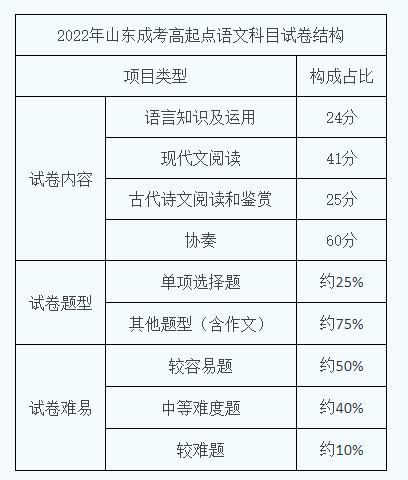 2022年山东成考高起点语文科目试卷结构
项目类型 构成占比
试卷内容
语言知识及运用 24分
现代文阅读 41分
古代诗文阅读和鉴赏 25分
协奏 60分
试卷题型
单项选择题 约25%
其他题型（含作文） 约75%
试卷难易
较容易题 约50%
中等难度题 约40%
较难题 约10%